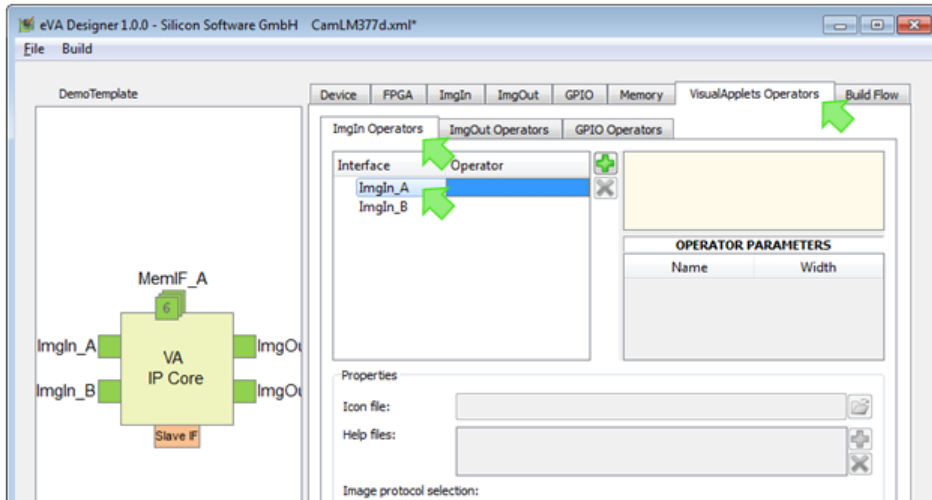 eVA Designer 1.0.0 - Silicon Software GmbH CamLM377d.xml*
File Build
DemoTemplate
Device FPGA ImgIn ImgOut GPIO Memory VisualApplets Operators Build Flow
ImgIn Operators ImgOut Operators GPIO Operators
Interface Operator
ImgIn_A
ImgIn_B
OPERATOR PARAMETERS
Name Width
MemIF_A
6
ImgIn_A ImgOu
VA
IP Core
ImgIn_B ImgOu
Slave IF
Properties
Icon file:
Help files:
Image protocol selection: